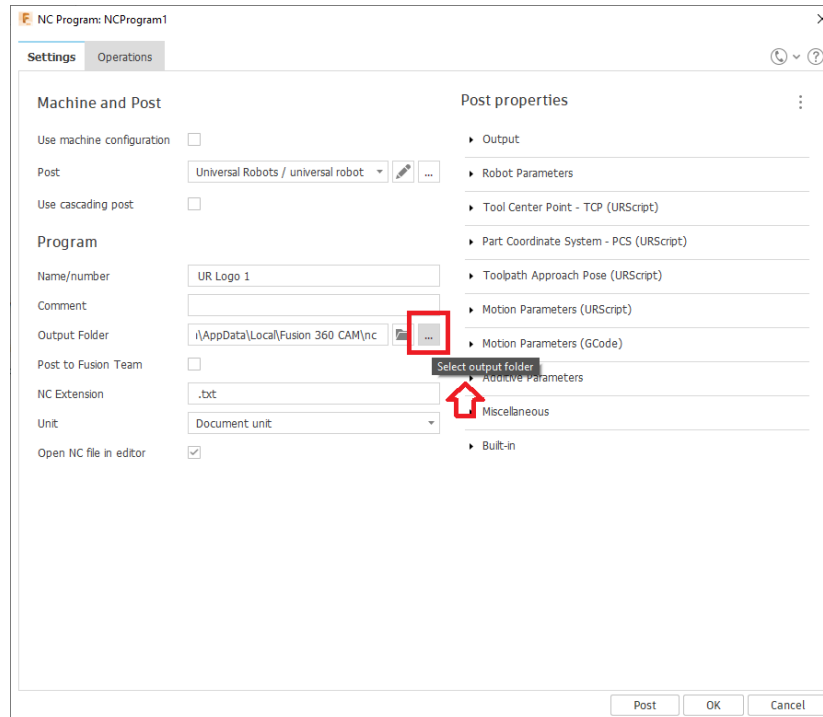 NC Program: NCProgram1
Settings
Operations
Machine and Post
Use machine configuration
Post
Universal Robots / universal robot
...
Use cascading post
Program
Name/number
UR Logo 1
Comment
Output Folder
\AppData\Local\Fusion 360 CAM\nc
...
Select output folder
Post to Fusion Team
NC Extension
.txt
Unit
Document unit
Open NC file in editor
Post properties
Output
Robot Parameters
Tool Center Point - TCP (URScript)
Part Coordinate System - PCS (URScript)
Toolpath Approach Pose (URScript)
Motion Parameters (URScript)
Motion Parameters (GCode)
Additive Parameters
Miscellaneous
Built-in
Post
OK
Cancel